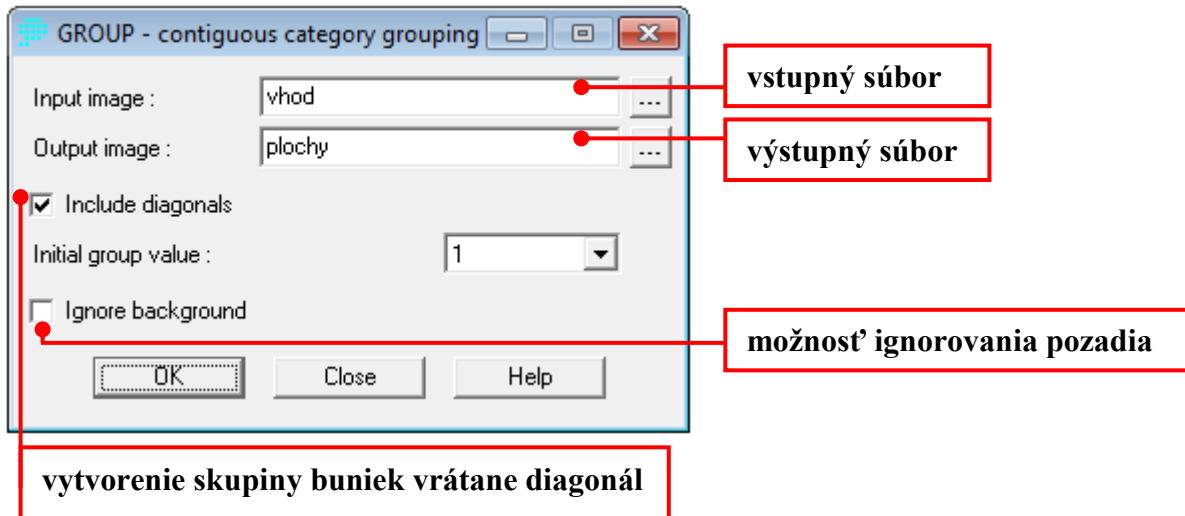 GROUP - contiguous category grouping
Input image : vhod ...
vstupný súbor
Output image : plochy ...
výstupný súbor
Include diagonals
Initial group value : 1
Ignore background
možnosť ignorovania pozadia
OK Close Help
vytvorenie skupiny buniek vrátane diagonál